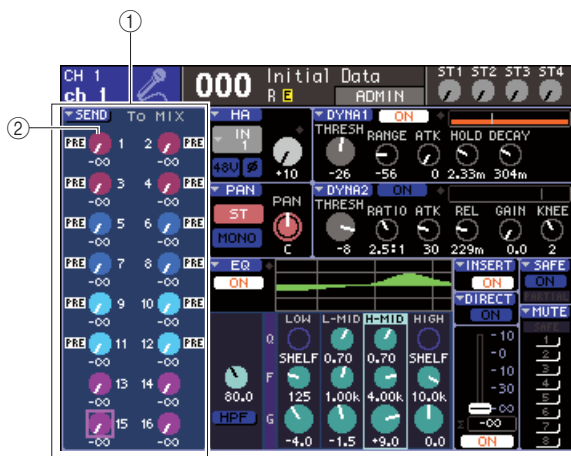 ①
②
CH 1
ch 1
000 Initial Data
R E ADMIN
ST1 ST2 ST3 ST4
SEND To MIX
PRE 1 2 PRE
-∞ -∞
PRE 3 4 PRE
-∞ -∞
PRE 5 6 PRE
-∞ -∞
PRE 7 8 PRE
-∞ -∞
PRE 9 10 PRE
-∞ -∞
PRE 11 12 PRE
-∞ -∞
13 14
-∞ -∞
15 16
-∞ -∞
HA
IN
1
48V Ø
+10
DYNA1 ON
THRESH RANGE ATK HOLD DECAY
-26 -56 0 2.33m 304m
PAN
ST
MONO
PAN
C
DYNA2 ON
THRESH RATIO ATK REL GAIN KNEE
-8 2.5:1 30 229m 0.0 2
EQ
ON
LOW L-MID H-MID HIGH
Q
SHELF 0.70 0.70 SHELF
F
80.0 125 1.00k 4.00k 10.0k
HPF G
-4.0 -1.5 +9.0 0.0
INSERT
ON
DIRECT
ON
-10
-0
-10
-30
-∞
Σ -∞
ON
SAFE
ON
PARTIAL
MUTE
SAFE
1
2
3
4
5
6
7
8